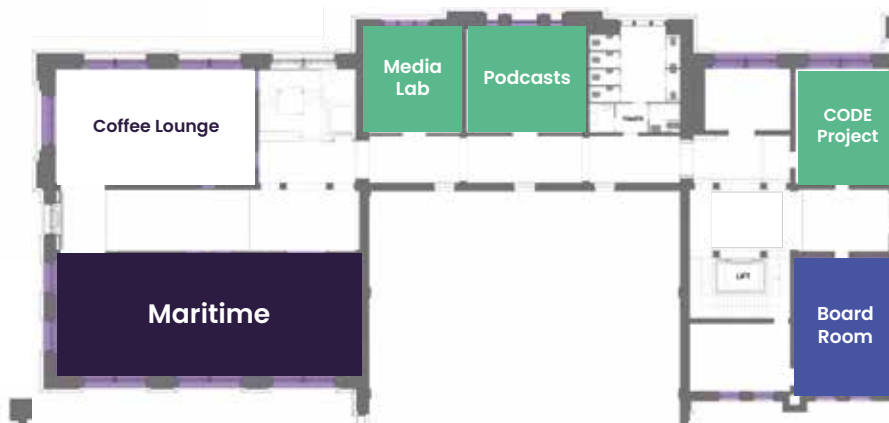 Media
Lab
Podcasts
Coffee Lounge
CODE
Project
LIFT
Maritime
Board
Room